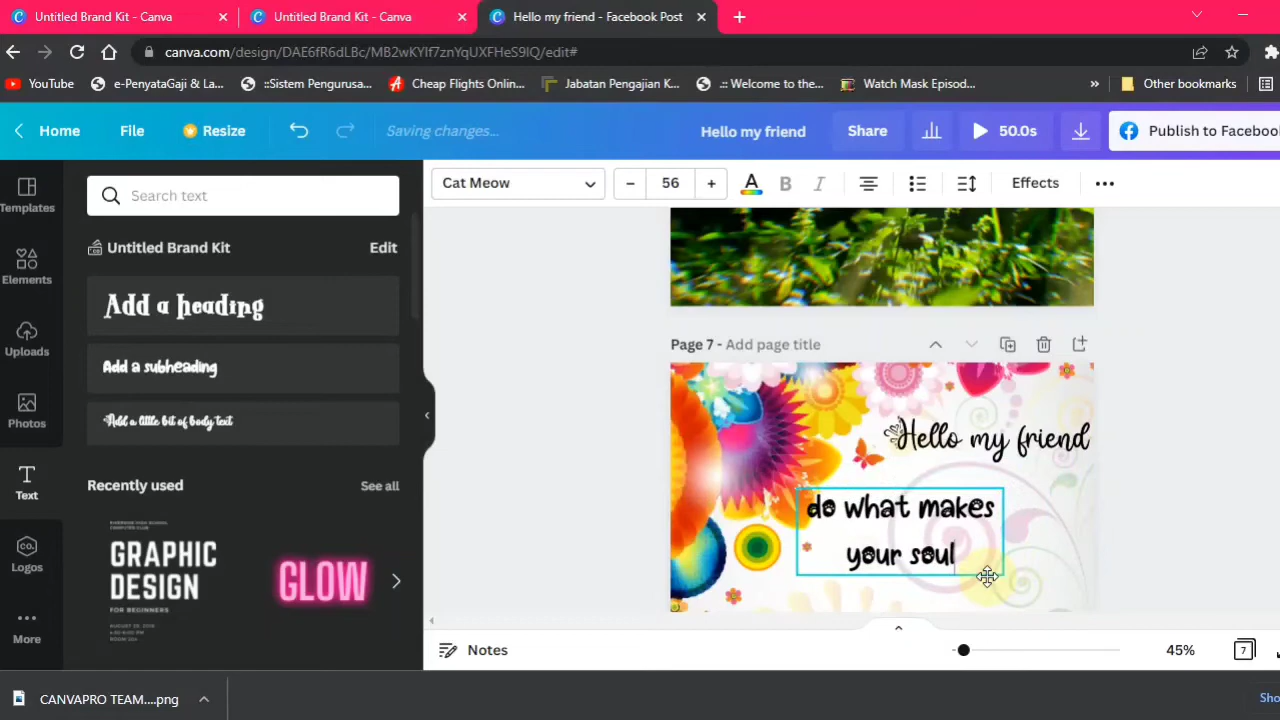 Untitled Brand Kit - Canva
Untitled Brand Kit - Canva
Hello my friend - Facebook Post
canva.com/design/DAE6fR6dLBc/MB2wKYIf7znYqUXFHeS9IQ/edit#
YouTube
e-PenyataGaji & La...
::Sistem Pengurusa...
Cheap Flights Onlin...
Jabatan Pengajian K...
.:: Welcome to the...
Watch Mask Episod...
»
Other bookmarks
Home
File
Resize
Saving changes...
Hello my friend
Share
50.0s
Publish to Facebook
Templates
Elements
Uploads
Photos
Text
CO.
Logos
More
Search text
Untitled Brand Kit
Edit
Add a heading
Add a subheading
Add a little bit of body text
Recently used
See all
GRAPHIC
DESIGN
FOR BEGINNERS
GLOW
Cat Meow
− 56 +
A B I
Effects
Page 7 - Add page title
Hello my friend
do what makes
your soul
Notes
45%
7
CANVAPRO TEAM....png
Sho